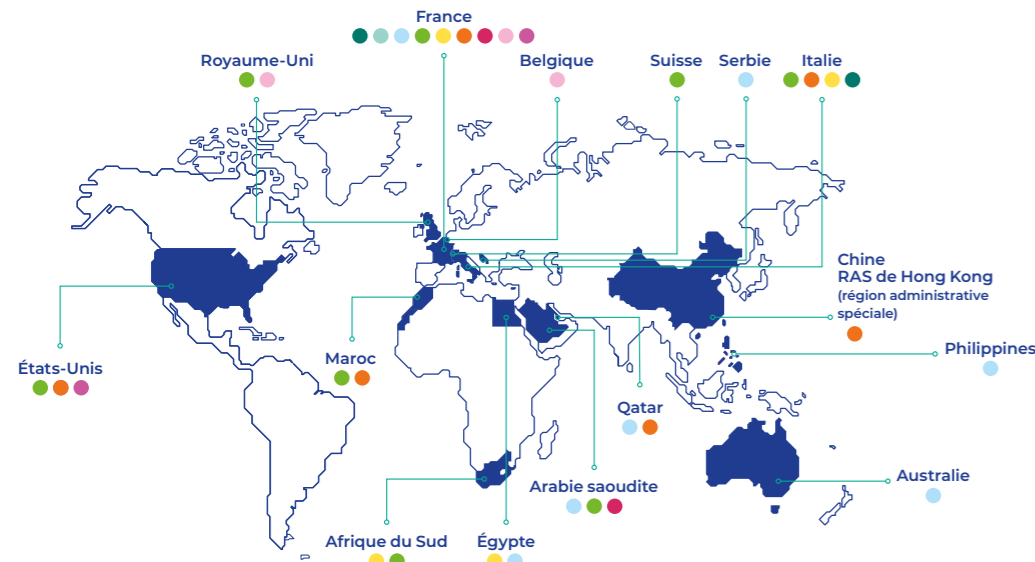 France
Royaume-Uni
Belgique
Suisse
Serbie
Italie
Chine
RAS de Hong Kong
(région administrative
spéciale)
Philippines
États-Unis
Maroc
Qatar
Arabie saoudite
Australie
Afrique du Sud
Égypte